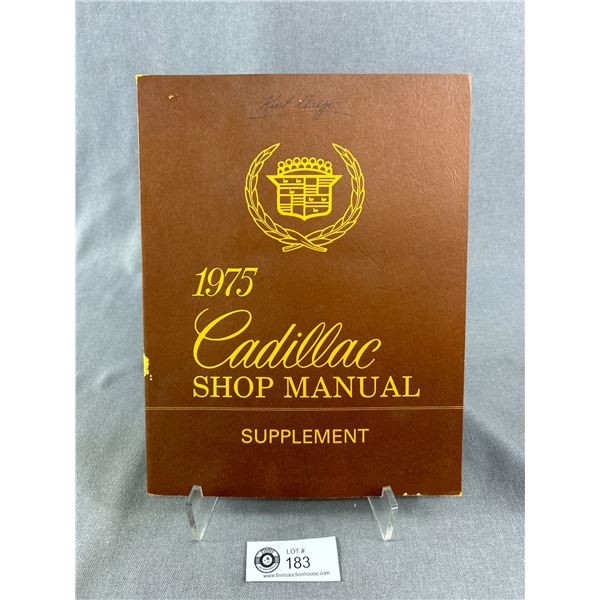 1975
Cadillac
SHOP MANUAL
SUPPLEMENT
LOT #
183